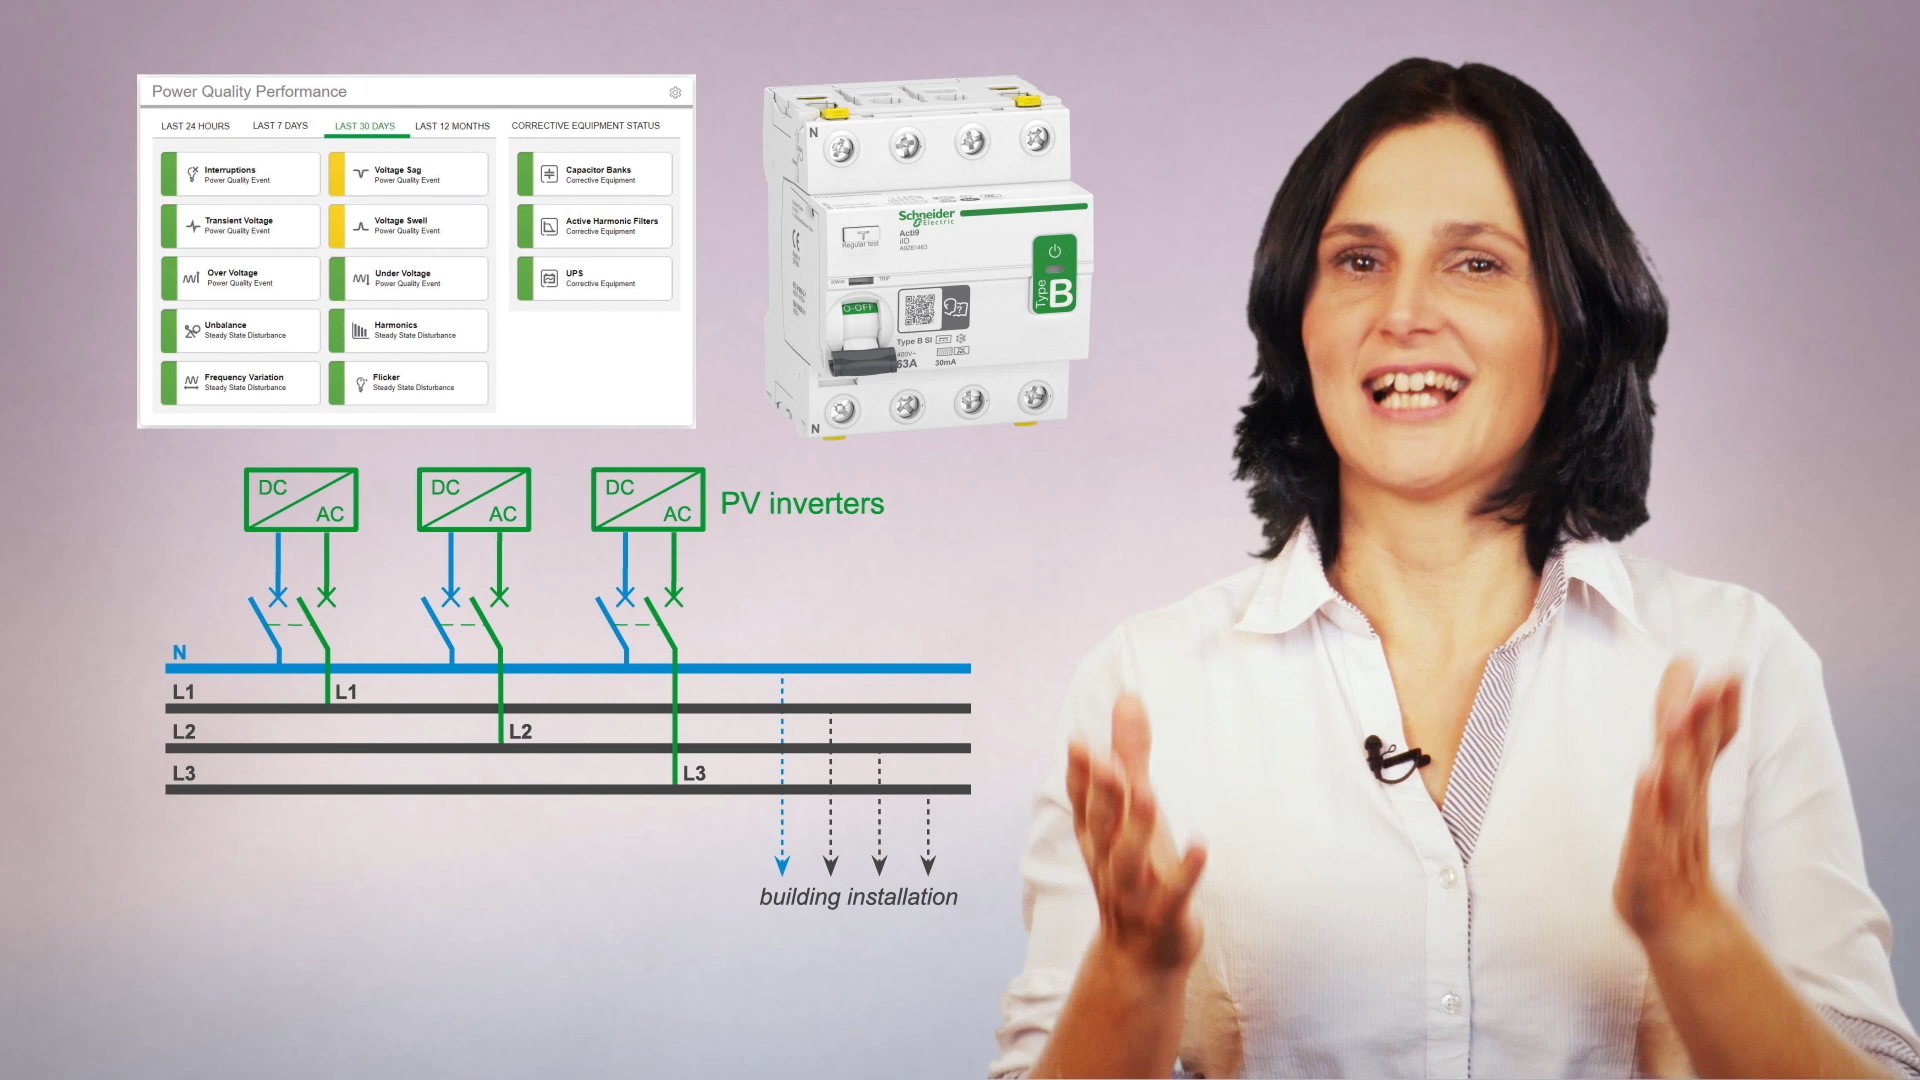 Power Quality Performance
LAST 24 HOURS
LAST 7 DAYS
LAST 30 DAYS
LAST 12 MONTHS
CORRECTIVE EQUIPMENT STATUS
Interruptions
Power Quality Event
Voltage Sag
Power Quality Event
Capacitor Banks
Corrective Equipment
Transient Voltage
Power Quality Event
Voltage Swell
Power Quality Event
Active Harmonic Filters
Corrective Equipment
Over Voltage
Power Quality Event
Under Voltage
Power Quality Event
UPS
Corrective Equipment
Unbalance
Steady State Disturbance
Harmonics
Steady State Disturbance
Frequency Variation
Steady State Disturbance
Flicker
Steady State Disturbance
N
Schneider
Electric
Acti9
iID
A9Z61463
Regular test
TRIP
O-OFF
Type B
Type B SI
400V~
63A
30mA
N
DC
AC
DC
AC
DC
AC
PV inverters
N
L1
L1
L2
L2
L3
L3
building installation